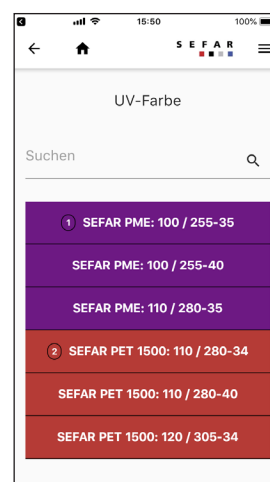 15:50
100%
SEFAR
UV-Farbe
Suchen
1 SEFAR PME: 100 / 255-35
SEFAR PME: 100 / 255-40
SEFAR PME: 110 / 280-35
2 SEFAR PET 1500: 110 / 280-34
SEFAR PET 1500: 110 / 280-40
SEFAR PET 1500: 120 / 305-34